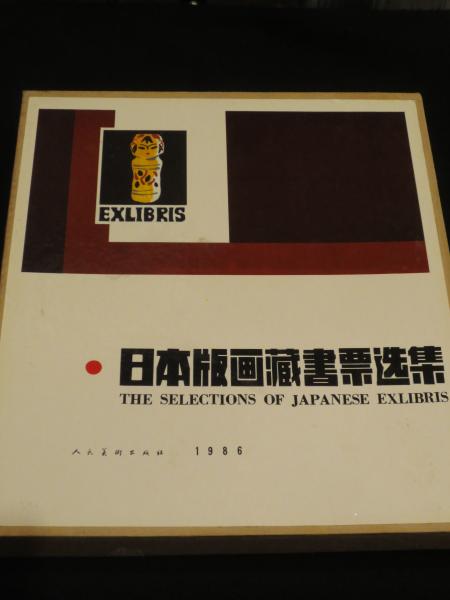 EXLIBRIS
日本版画藏書票选集
THE SELECTIONS OF JAPANESE EXLIBRIS
人民美術出版社 1986